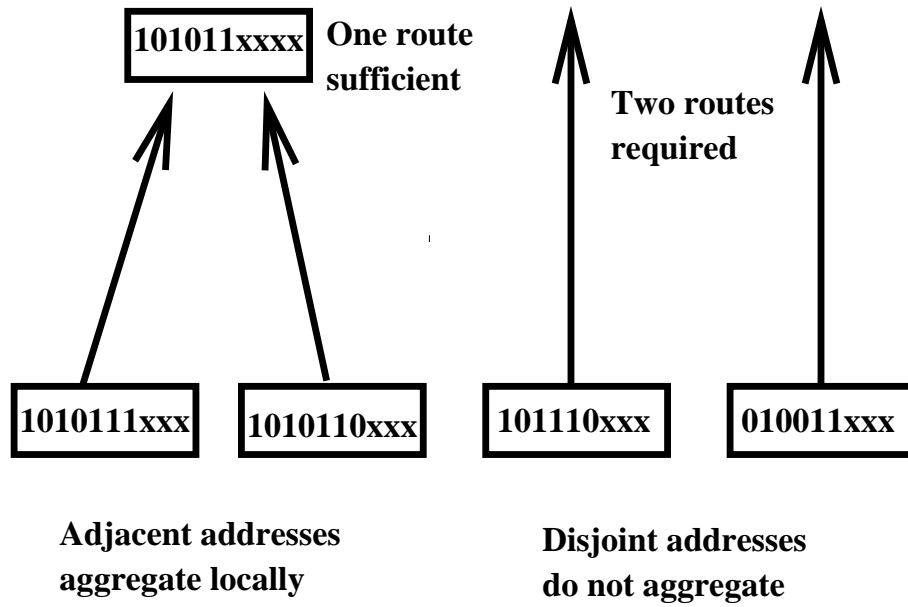 101011xxxx
One route
sufficient
Two routes
required
1010111xxx
1010110xxx
101110xxx
010011xxx
Adjacent addresses
aggregate locally
Disjoint addresses
do not aggregate